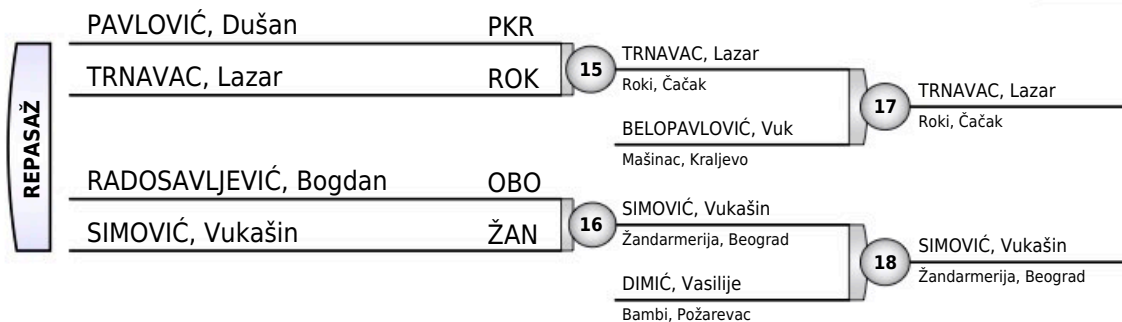 REPASAŽ
PAVLOVIĆ, Dušan PKR
TRNAVAC, Lazar ROK
15
TRNAVAC, Lazar
Roki, Čačak
BELOPAVLOVIĆ, Vuk
Mašinac, Kraljevo
17
TRNAVAC, Lazar
Roki, Čačak
RADOSAVLJEVIĆ, Bogdan OBO
SIMOVIĆ, Vukašin ŽAN
16
SIMOVIĆ, Vukašin
Žandarmerija, Beograd
DIMIĆ, Vasilije
Bambi, Požarevac
18
SIMOVIĆ, Vukašin
Žandarmerija, Beograd